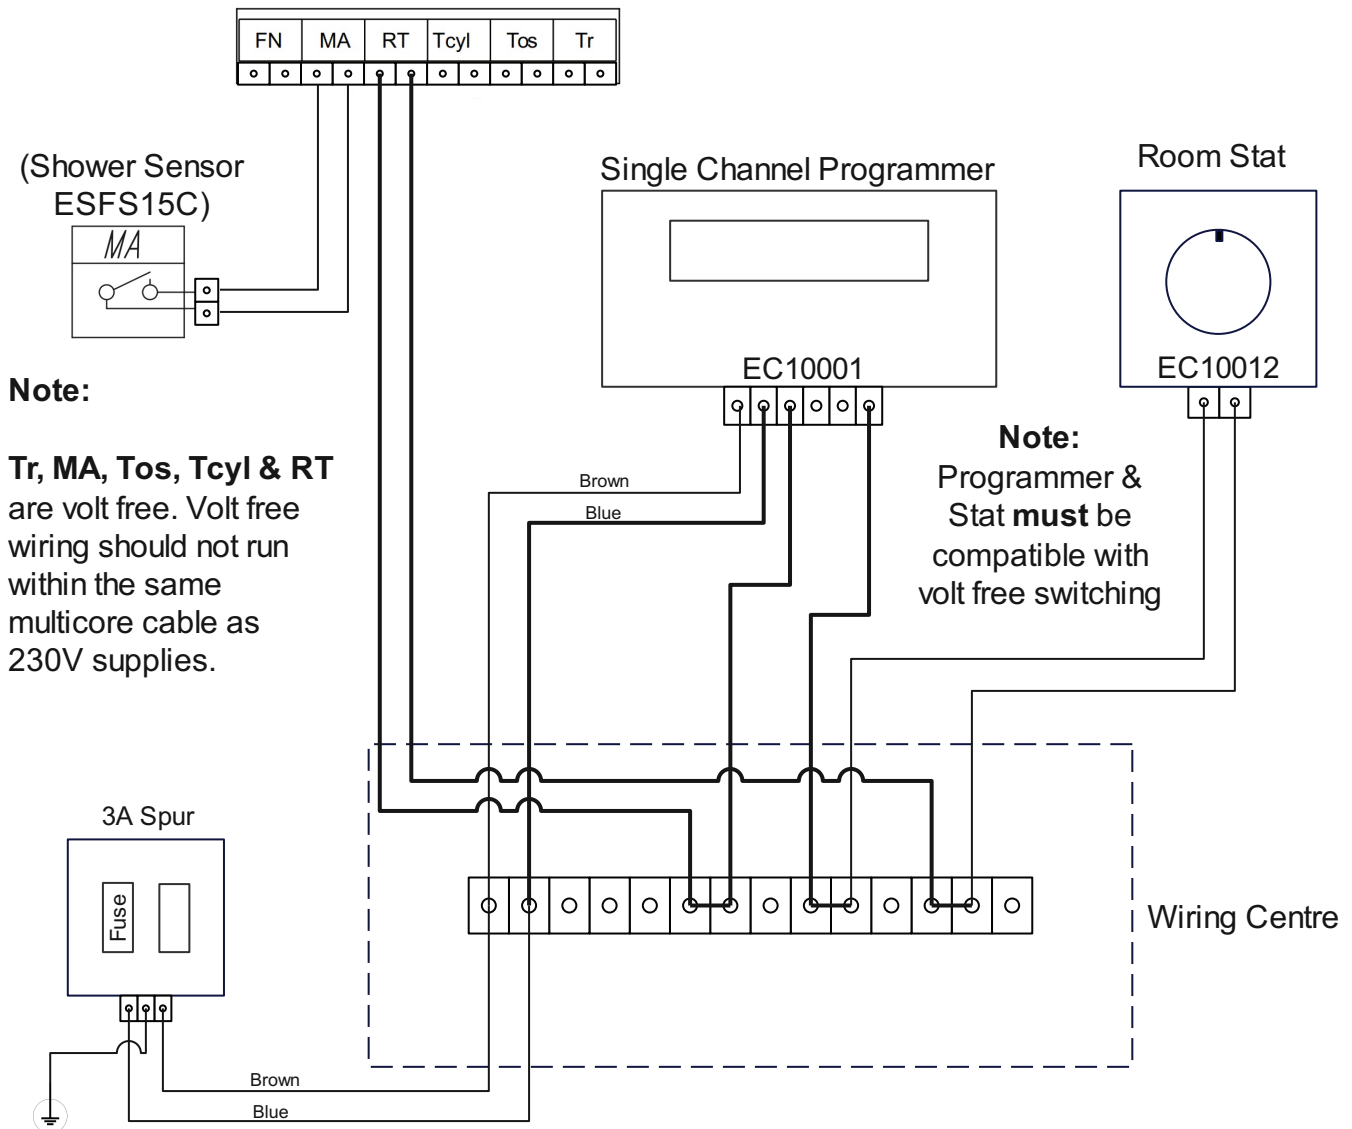 FN MA RT Tcyl Tos Tr
(Shower Sensor
ESFS15C)
MA
Single Channel Programmer
EC10001
Room Stat
EC10012
Note:
Tr, MA, Tos, Tcyl & RT
are volt free. Volt free
wiring should not run
within the same
multicore cable as
230V supplies.
Note:
Programmer &
Stat must be
compatible with
volt free switching
Brown
Blue
3A Spur
Fuse
Wiring Centre
Brown
Blue